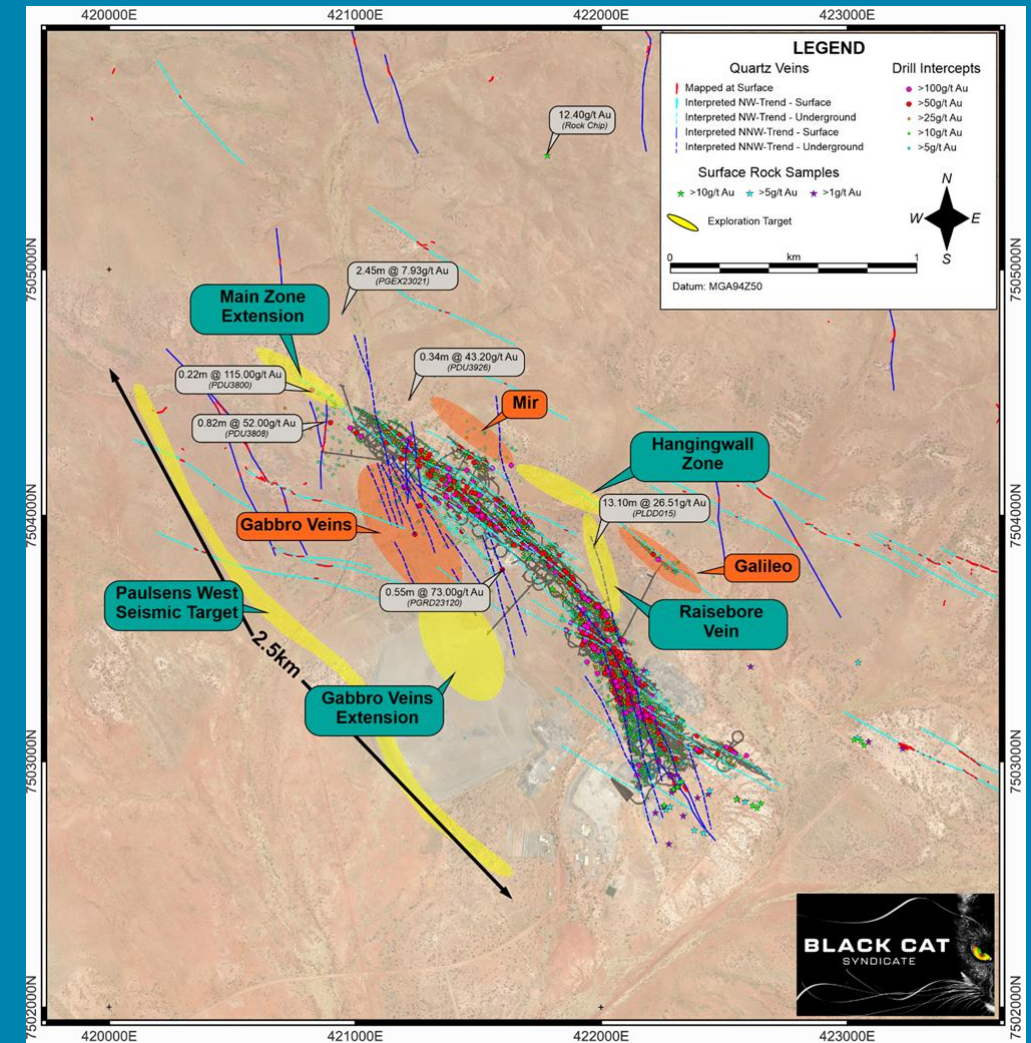 420000E 421000E 422000E 423000E
LEGEND
Quartz Veins
Mapped at Surface
Interpreted NW-Trend - Surface
Interpreted NW-Trend - Underground
Interpreted NNW-Trend - Surface
Interpreted NNW-Trend - Underground
Drill Intercepts
>100g/t Au
>50g/t Au
>25g/t Au
>10g/t Au
>5g/t Au
Surface Rock Samples
>10g/t Au >5g/t Au >1g/t Au
Exploration Target
N
W E
S
km
0 1
Datum: MGA94Z50
12.40g/t Au
(Rock Chip)
7505000N
7505000N
2.45m @ 7.93g/t Au
(PGEX23021)
Main Zone
Extension
0.34m @ 43.20g/t Au
(PDU3926)
0.22m @ 115.00g/t Au
(PDU3800)
Mir
0.82m @ 52.00g/t Au
(PDU3808)
Hangingwall
Zone
13.10m @ 26.51g/t Au
(PLDD015)
7504000N
7504000N
Gabbro Veins
Galileo
0.55m @ 73.00g/t Au
(PGRD23120)
Paulsens West
Seismic Target
Raisebore
Vein
2.5km
Gabbro Veins
Extension
7503000N
7503000N
BLACK CAT
SYNDICATE
7502000N
7502000N
420000E 421000E 422000E 423000E